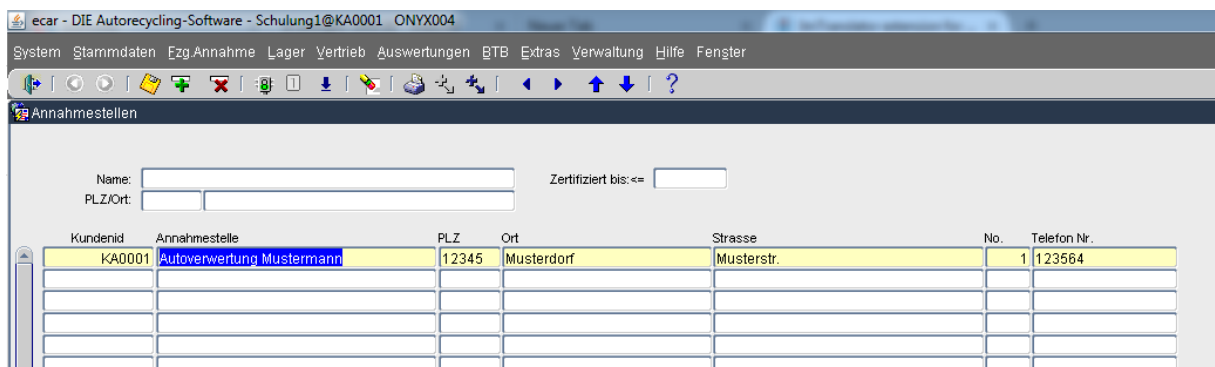 ecar - DIE Autorecycling-Software - Schulung1@KA0001 ONYX004
System Stammdaten Fzg.Annahme Lager Vertrieb Auswertungen BTB Extras Verwaltung Hilfe Fenster
Annahmestellen
Name: Zertifiziert bis:<=
PLZ/Ort:
Kundenid Annahmestelle PLZ Ort Strasse No. Telefon Nr.
KA0001 Autoverwertung Mustermann 12345 Musterdorf Musterstr. 1 123564